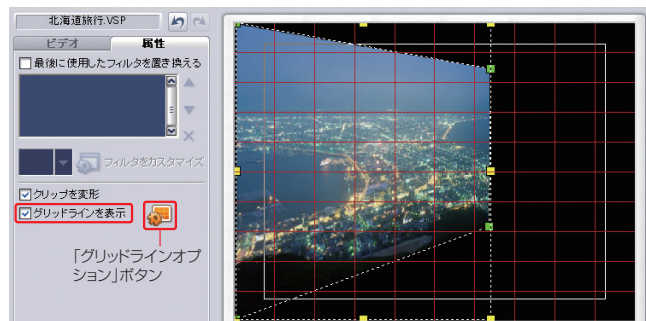 北海道旅行.VSP
ビデオ
属性
最後に使用したフィルタを置き換える
フィルタをカスタマイズ
クリップを変形
グリッドラインを表示
「グリッドラインオプ
ション」ボタン